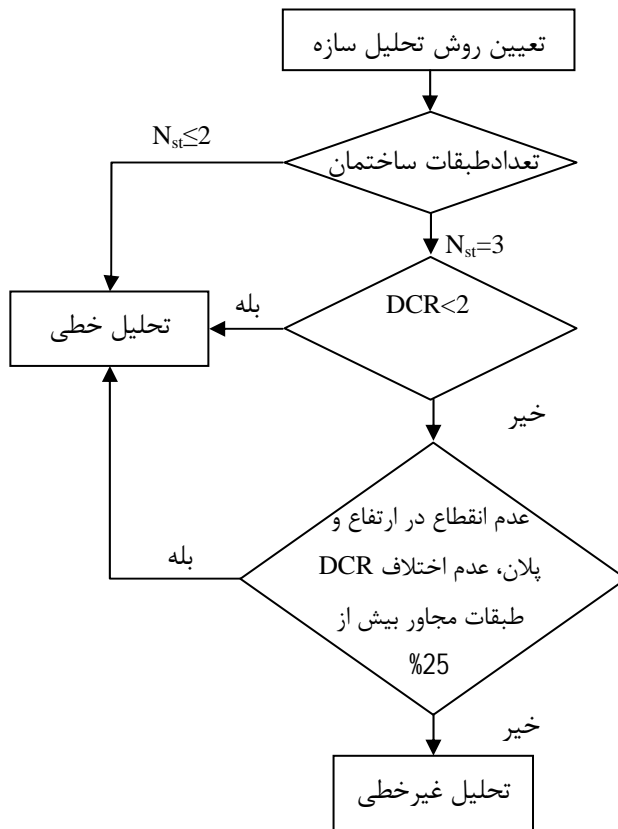 تعیین روش تحلیل سازه
تعدادطبقات ساختمان
N_st≤2
N_st=3
DCR<2
بله
تحلیل خطی
خیر
عدم انقطاع در ارتفاع و
پلان، عدم اختلاف DCR
طبقات مجاور بیش از
%25
بله
خیر
تحلیل غیرخطی